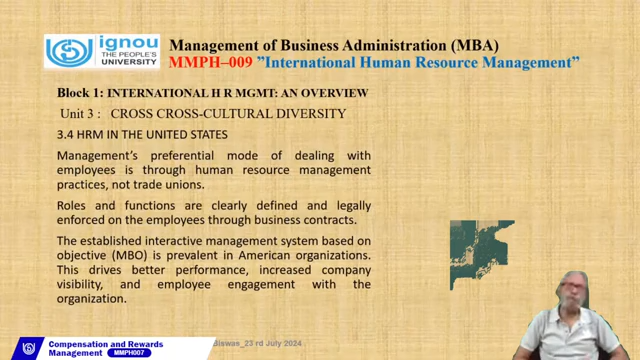 ignou
THE PEOPLE'S
UNIVERSITY
Management of Business Administration (MBA)
MMPH–009 ”International Human Resource Management”
Block 1: INTERNATIONAL H R MGMT: AN OVERVIEW
Unit 3 : CROSS CROSS-CULTURAL DIVERSITY
3.4 HRM IN THE UNITED STATES
Management's preferential mode of dealing with
employees is through human resource management
practices, not trade unions.
Roles and functions are clearly defined and legally
enforced on the employees through business contracts.
The established interactive management system based on
objective (MBO) is prevalent in American organizations.
This drives better performance, increased company
visibility, and employee engagement with the
organization.
Compensation and Rewards
Management MMPH007
Biswas_23 rd July 2024